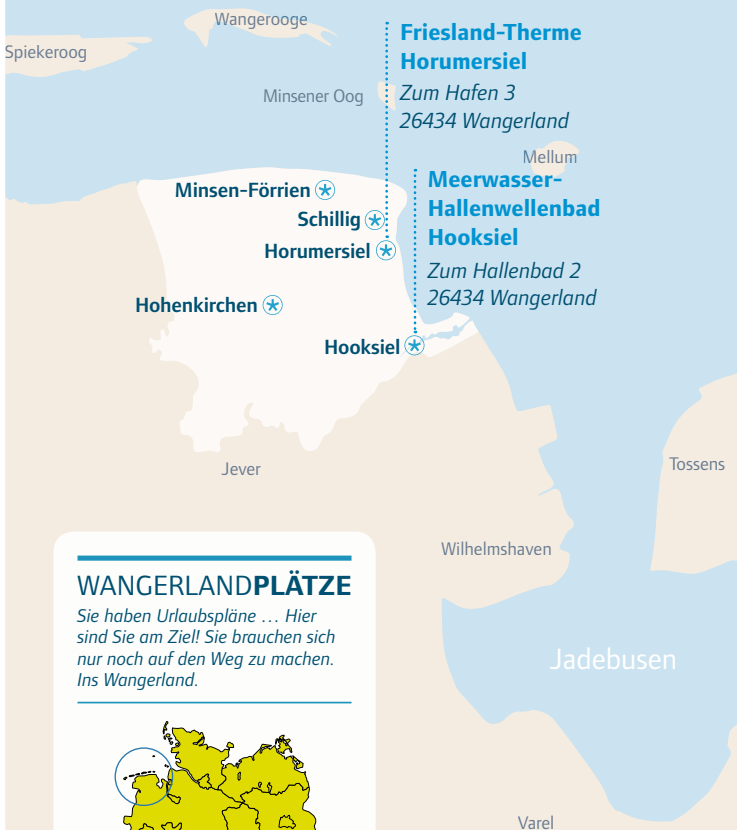 Wangerooge
Spiekeroog
Friesland-Therme
Horumersiel
Zum Hafen 3
26434 Wangerland
Minsener Oog
Mellum
Meerwasser-
Hallenwellenbad
Hooksiel
Zum Hallenbad 2
26434 Wangerland
Minsen-Förrien
Schillig
Horumersiel
Hohenkirchen
Hooksiel
Jever
Tossens
Wilhelmshaven
WANGERLANDPLÄTZE
Sie haben Urlaubspläne … Hier
sind Sie am Ziel! Sie brauchen sich
nur noch auf den Weg zu machen.
Ins Wangerland.
Jadebusen
Varel